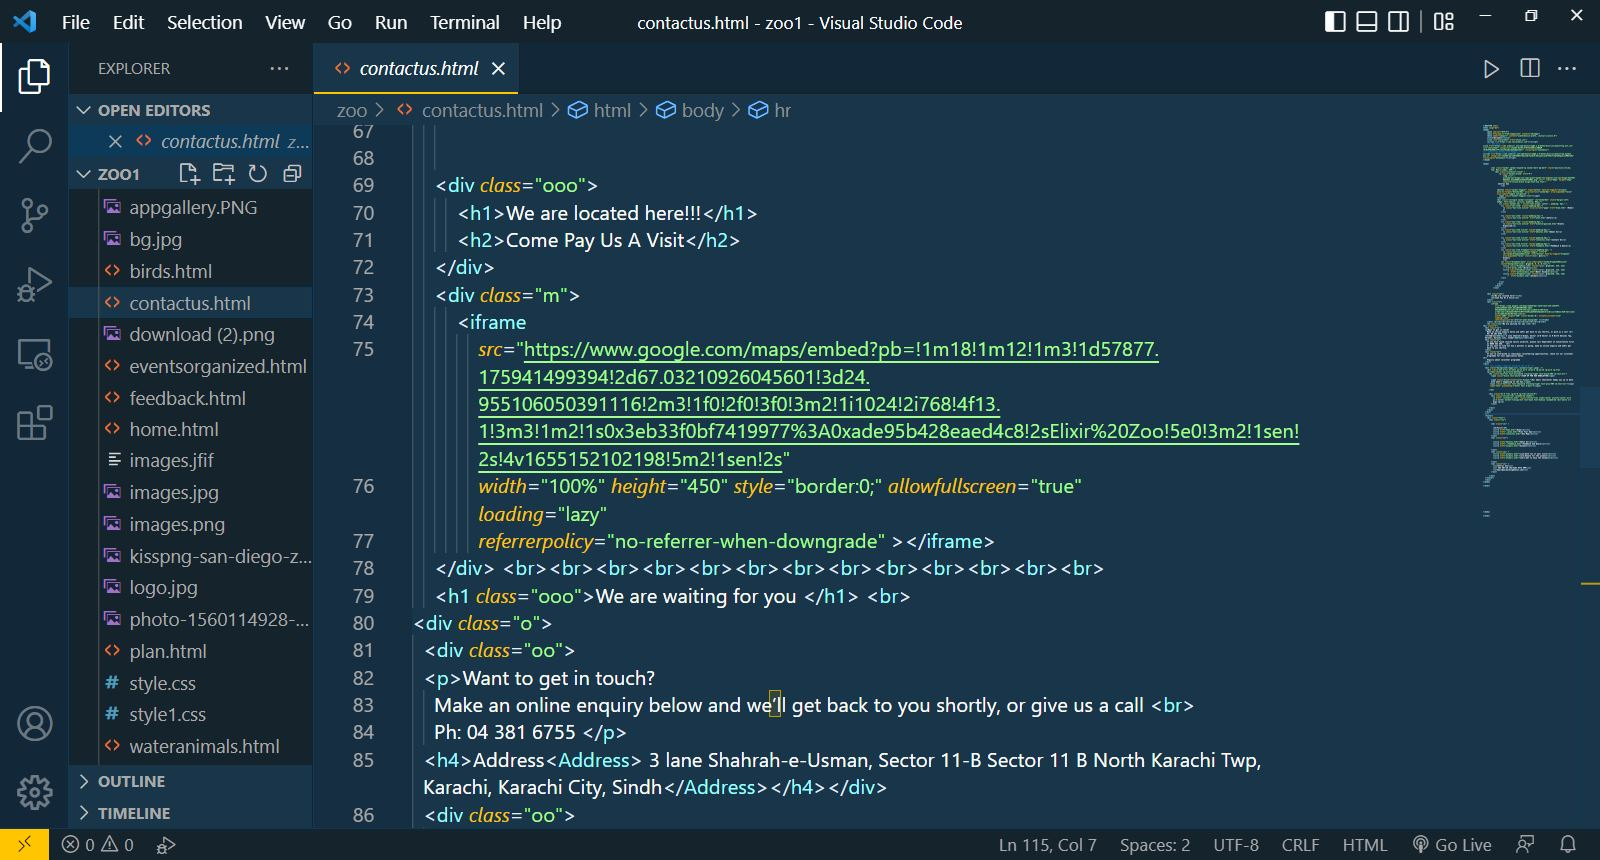 File Edit Selection View Go Run Terminal Help contactus.html - zoo1 - Visual Studio Code
EXPLORER
OPEN EDITORS
contactus.html z...
ZOO1
appgallery.PNG
bg.jpg
birds.html
contactus.html
download (2).png
eventsorganized.html
feedback.html
home.html
images.jfif
images.jpg
images.png
kisspng-san-diego-z...
logo.jpg
photo-1560114928-...
plan.html
style.css
style1.css
wateranimals.html
OUTLINE
TIMELINE
contactus.html
zoo > contactus.html > html > body > hr
67
68
69 <div class="ooo">
70 <h1>We are located here!!!</h1>
71 <h2>Come Pay Us A Visit</h2>
72 </div>
73 <div class="m">
74 <iframe
75 src="https://www.google.com/maps/embed?pb=!1m18!1m12!1m3!1d57877.
175941499394!2d67.03210926045601!3d24.
955106050391116!2m3!1f0!2f0!3f0!3m2!1i1024!2i768!4f13.
1!3m3!1m2!1s0x3eb33f0bf7419977%3A0xade95b428eaed4c8!2sElixir%20Zoo!5e0!3m2!1sen!
2s!4v1655152102198!5m2!1sen!2s"
76 width="100%" height="450" style="border:0;" allowfullscreen="true"
loading="lazy"
77 referrerpolicy="no-referrer-when-downgrade" ></iframe>
78 </div> <br><br><br><br><br><br><br><br><br><br><br><br><br>
79 <h1 class="ooo">We are waiting for you </h1> <br>
80 <div class="o">
81 <div class="oo">
82 <p>Want to get in touch?
83 Make an online enquiry below and we’ll get back to you shortly, or give us a call <br>
84 Ph: 04 381 6755 </p>
85 <h4>Address<Address> 3 lane Shahrah-e-Usman, Sector 11-B Sector 11 B North Karachi Twp,
Karachi, Karachi City, Sindh</Address></h4></div>
86 <div class="oo">
0 0 Ln 115, Col 7 Spaces: 2 UTF-8 CRLF HTML Go Live